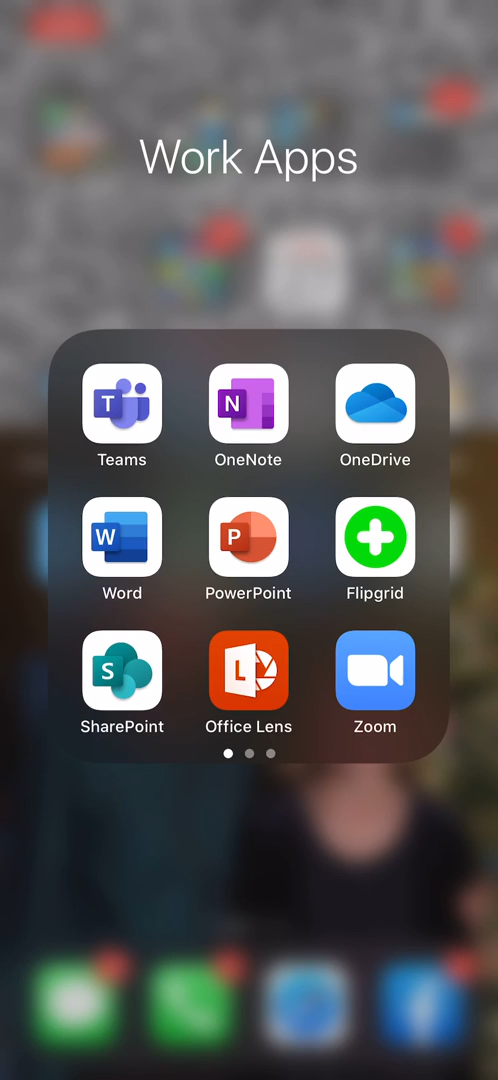 Work Apps
T
N
Teams
OneNote
OneDrive
W
P
Word
PowerPoint
Flipgrid
S
L
SharePoint
Office Lens
Zoom